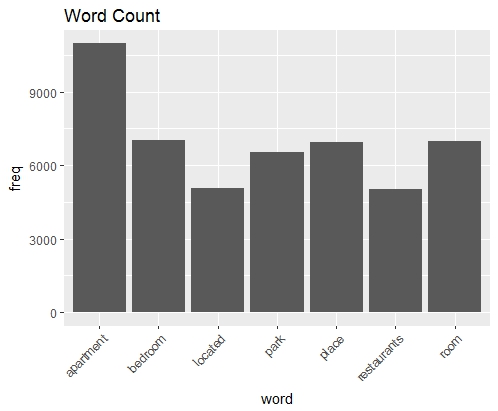 Word Count
freq
9000
6000
3000
0
apartment
bedroom
located
park
place
restaurants
room
word